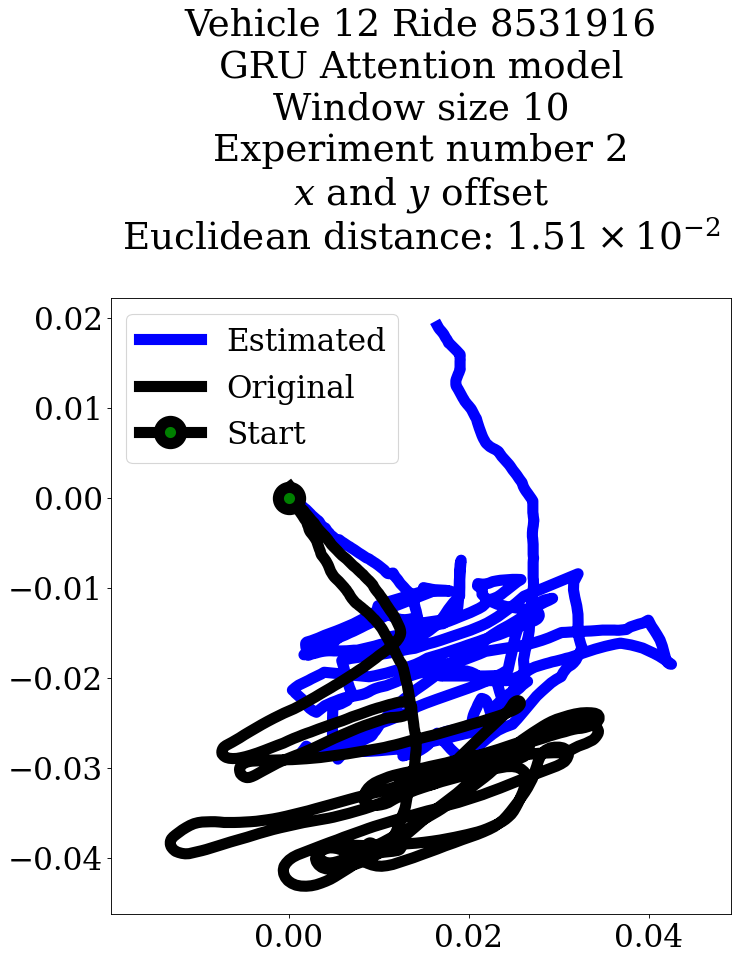 Vehicle 12 Ride 8531916
GRU Attention model
Window size 10
Experiment number 2
x and y offset
Euclidean distance: 1.51 × 10⁻²
Estimated
Original
Start
0.02
0.01
0.00
−0.01
−0.02
−0.03
−0.04
0.00 0.02 0.04